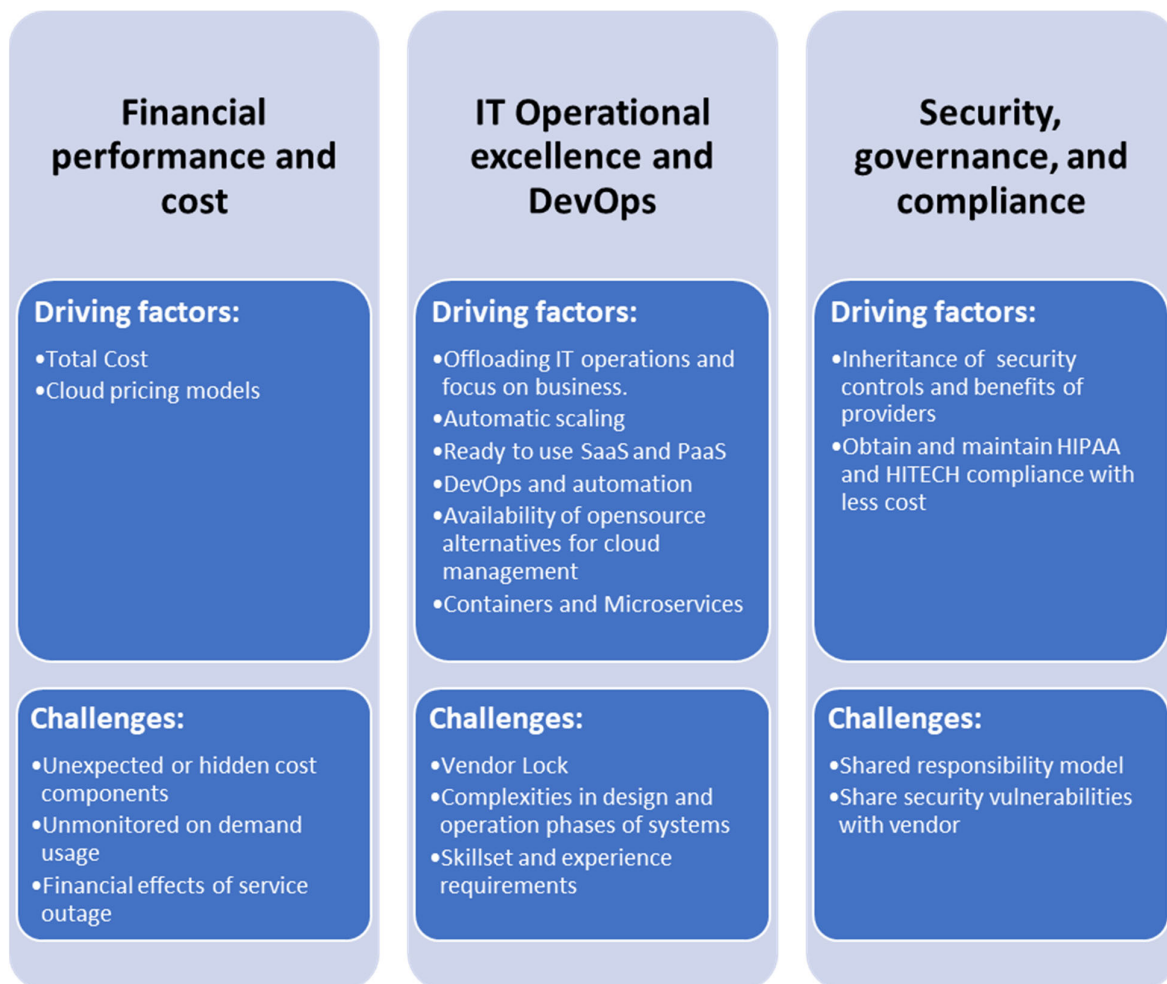 Financial
performance and
cost
Driving factors:
•Total Cost
•Cloud pricing models
Challenges:
•Unexpected or hidden cost
components
•Unmonitored on demand
usage
•Financial effects of service
outage
IT Operational
excellence and
DevOps
Driving factors:
•Offloading IT operations and
focus on business.
•Automatic scaling
•Ready to use SaaS and PaaS
•DevOps and automation
•Availability of opensource
alternatives for cloud
management
•Containers and Microservices
Challenges:
•Vendor Lock
•Complexities in design and
operation phases of systems
•Skillset and experience
requirements
Security,
governance, and
compliance
Driving factors:
•Inheritance of security
controls and benefits of
providers
•Obtain and maintain HIPAA
and HITECH compliance with
less cost
Challenges:
•Shared responsibility model
•Share security vulnerabilities
with vendor